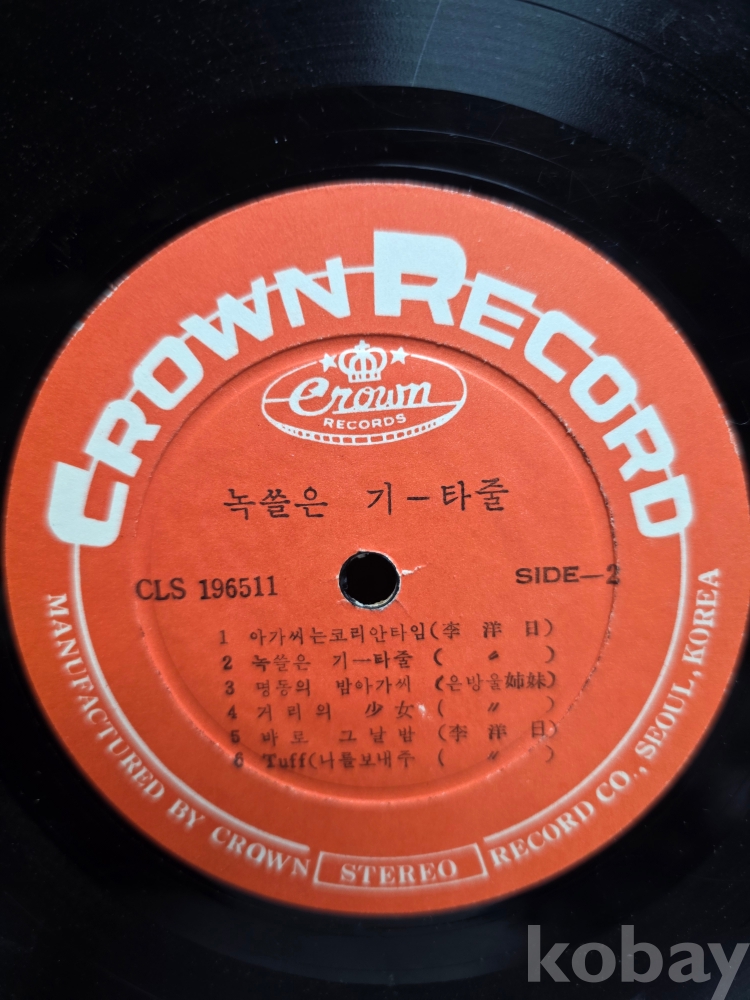 CROWN RECORD
Crown
RECORDS
녹쓸은 기-타줄
CLS 196511
SIDE-2
1 아가씨는코리안타임(李 洋 日)
2 녹쓸은 기-타줄 ( 〃 )
3 명동의 밤아가씨 (은방울姉妹)
4 거리의 少女 ( 〃 )
5 바로 그날밤 (李 洋 日)
6 Tuff(나를보내주 ( 〃 )
MANUFACTURED BY CROWN STEREO RECORD CO., SEOUL, KOREA
kobay